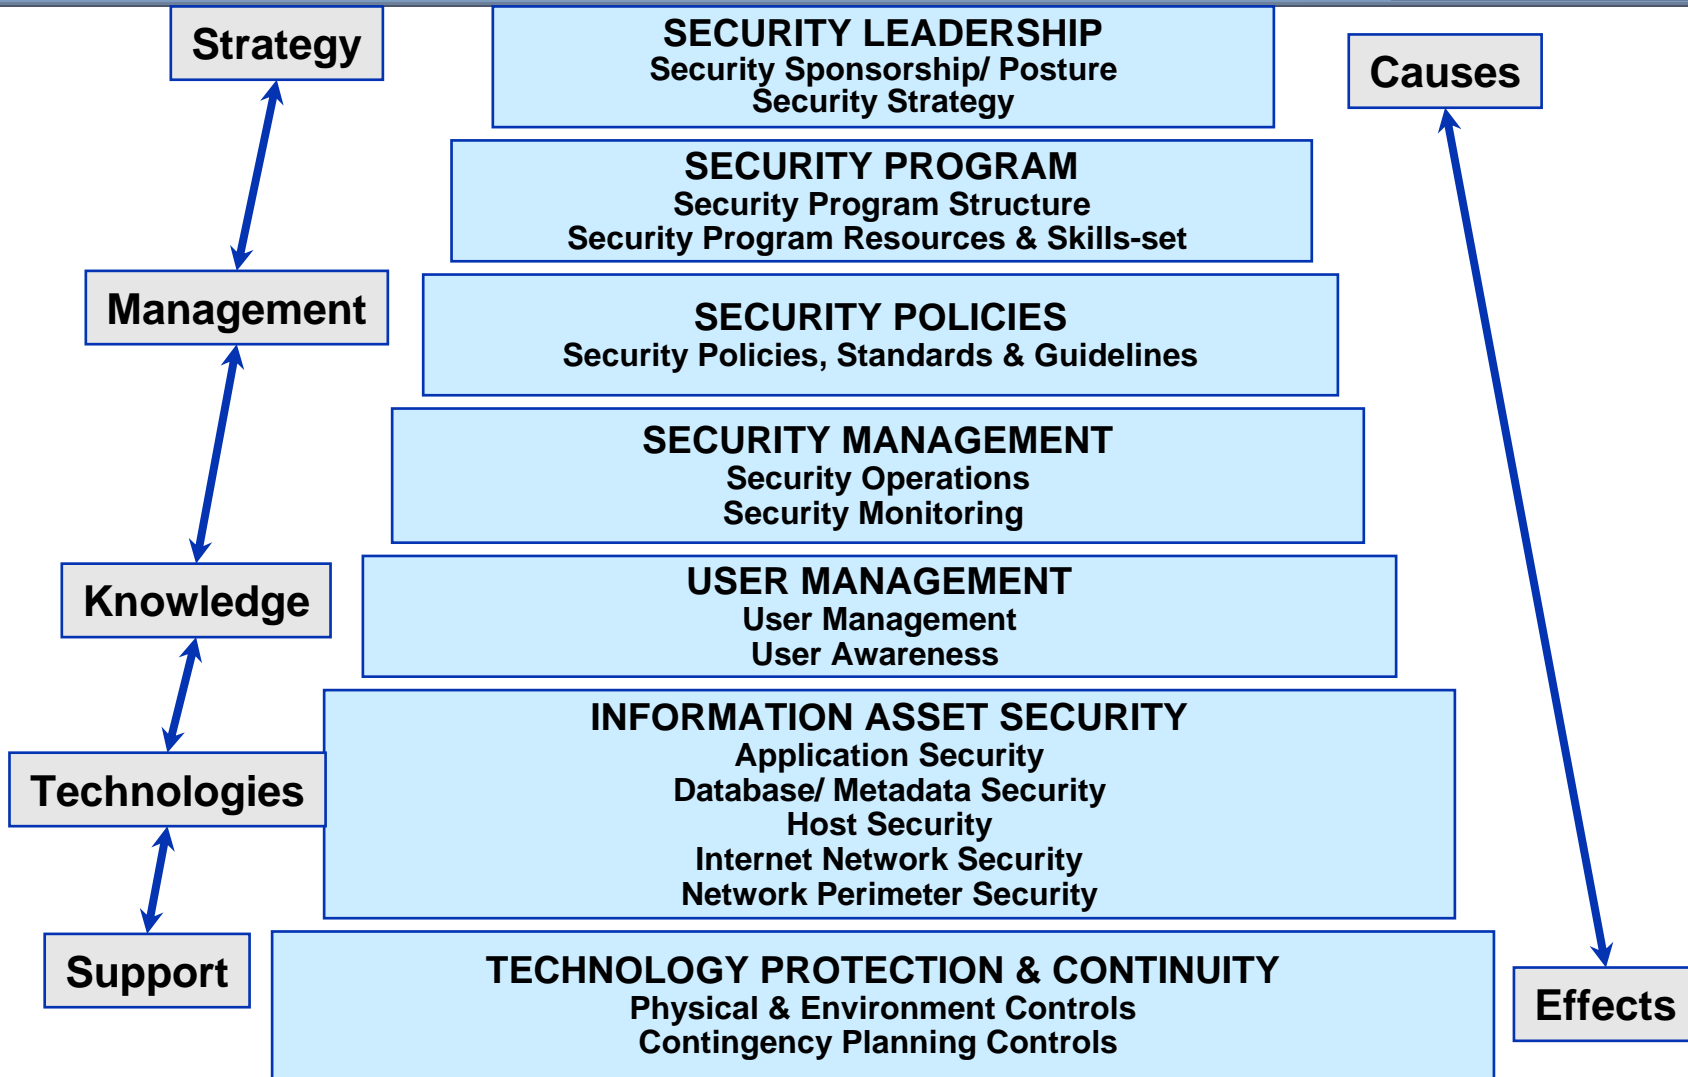 Strategy
SECURITY LEADERSHIP
Security Sponsorship/ Posture
Security Strategy
Causes
SECURITY PROGRAM
Security Program Structure
Security Program Resources & Skills-set
Management
SECURITY POLICIES
Security Policies, Standards & Guidelines
SECURITY MANAGEMENT
Security Operations
Security Monitoring
Knowledge
USER MANAGEMENT
User Management
User Awareness
Technologies
INFORMATION ASSET SECURITY
Application Security
Database/ Metadata Security
Host Security
Internet Network Security
Network Perimeter Security
Support
TECHNOLOGY PROTECTION & CONTINUITY
Physical & Environment Controls
Contingency Planning Controls
Effects